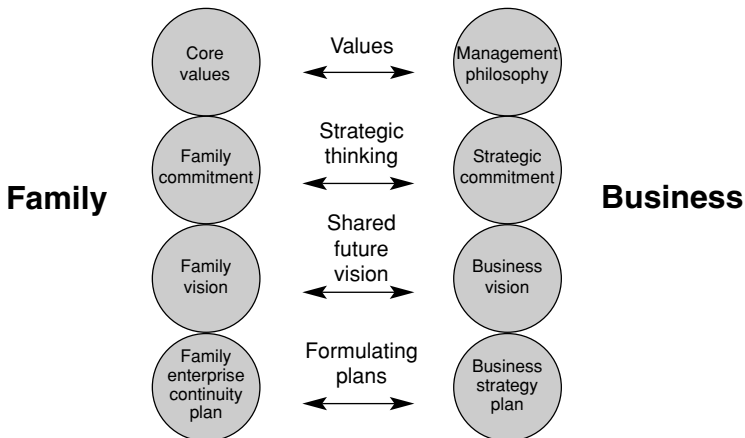 Core
values
Values
Management
philosophy
Family
commitment
Strategic
thinking
Strategic
commitment
Family
Business
Family
vision
Shared
future
vision
Business
vision
Family
enterprise
continuity
plan
Formulating
plans
Business
strategy
plan